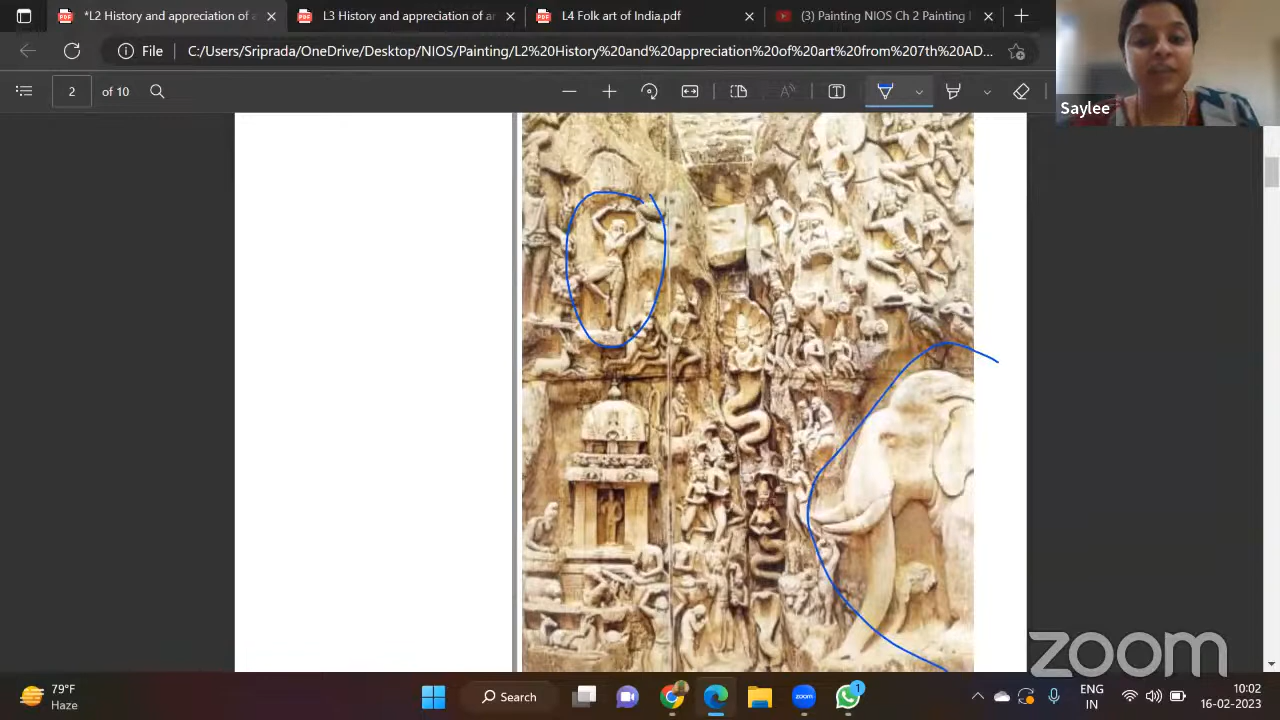 *L2 History and appreciation of a
L3 History and appreciation of a
L4 Folk art of India.pdf
(3) Painting NIOS Ch 2 Painting
File
C:/Users/Sriprada/OneDrive/Desktop/NIOS/Painting/L2%20History%20and%20appreciation%20of%20art%20from%207th%20AD...
2 of 10
Saylee
zoom
79°F
Haze
Search
1
ENG
IN
10:02
16-02-2023